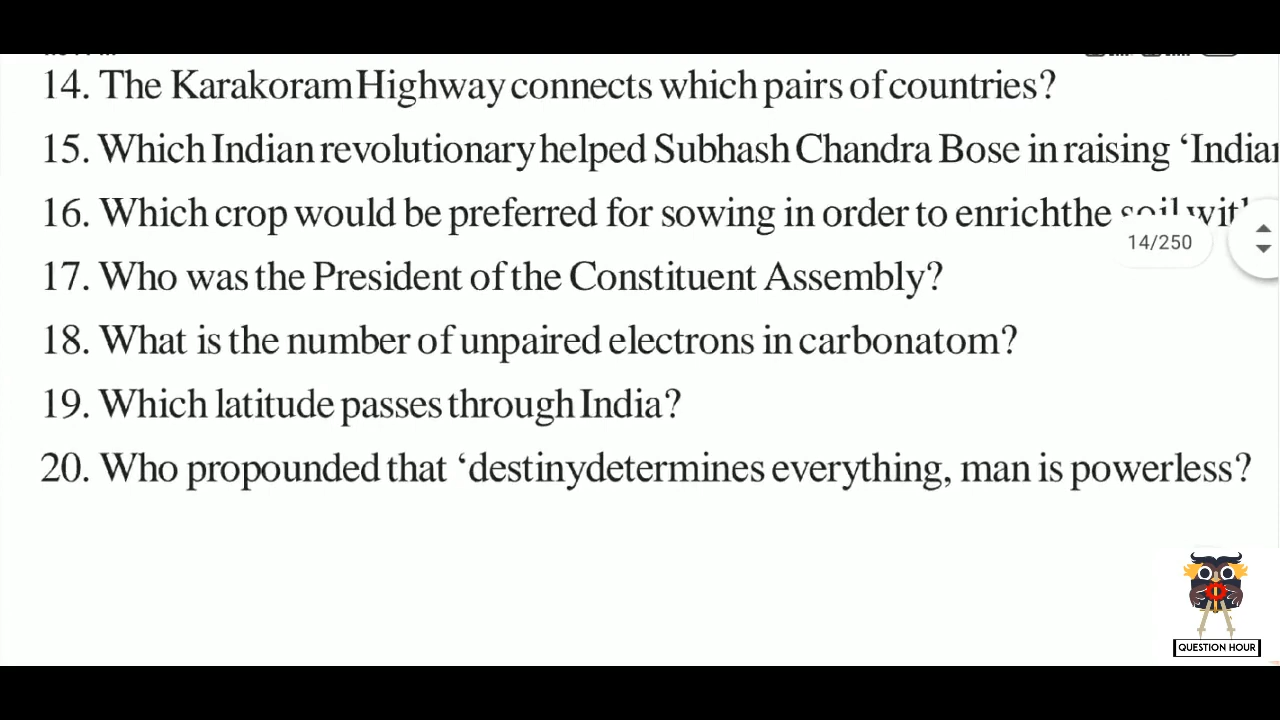 14. The Karakoram Highway connects which pairs of countries?
15. Which Indian revolutionary helped Subhash Chandra Bose in raising ‘Indian
16. Which crop would be preferred for sowing in order to enrichthe soil with
14/250
17. Who was the President of the Constituent Assembly?
18. What is the number of unpaired electrons in carbonatom?
19. Which latitude passes through India?
20. Who propounded that ‘destinydetermines everything, man is powerless?
QUESTION HOUR